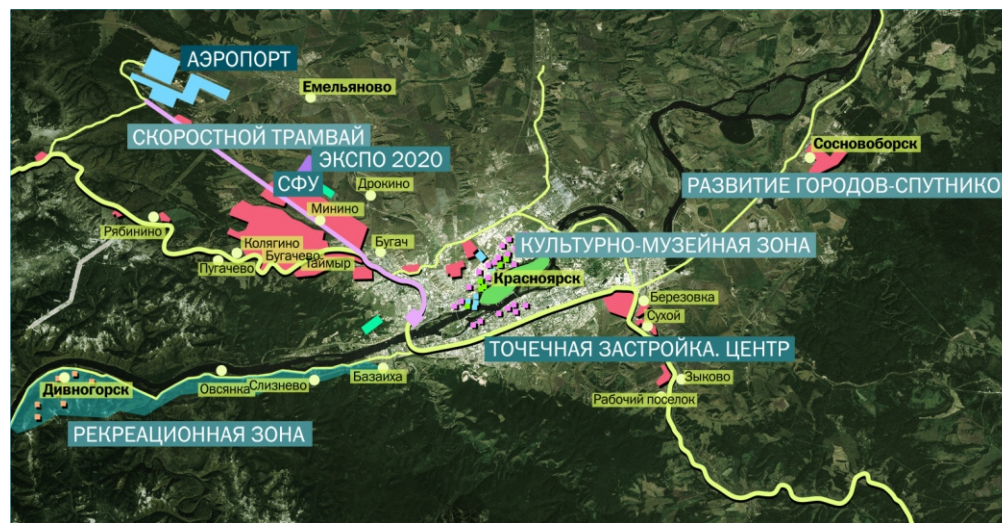 АЭРОПОРТ
Емельяново
СКОРОСТНОЙ ТРАМВАЙ
Сосновоборск
ЭКСПО 2020
СФУ
Дрокино
РАЗВИТИЕ ГОРОДОВ-СПУТНИКО
Минино
Рябинино
Колягино
Бугач
КУЛЬТУРНО-МУЗЕЙНАЯ ЗОНА
Пугачево
Бугачево
Таймыр
Красноярск
Березовка
Сухой
ТОЧЕЧНАЯ ЗАСТРОЙКА. ЦЕНТР
Базаиха
Зыково
Дивногорск
Овсянка
Слизнево
Рабочий поселок
РЕКРЕАЦИОННАЯ ЗОНА